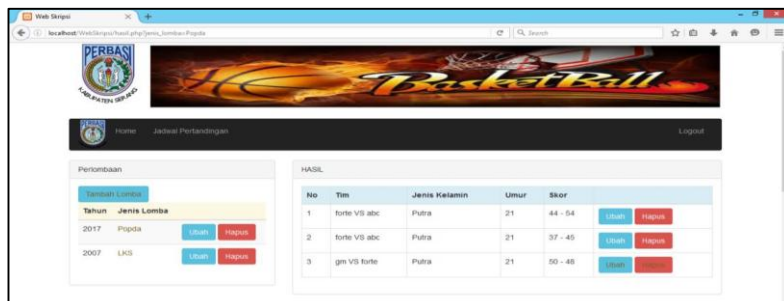 Web Skripsi
localhost/WebSkripsi/hasil.php?jenis_lomba=Popda
Search
PERBASI
KABUPATEN SERANG
BasketBall
Home Jadwal Pertandingan Logout
Perlombaan
Tambah Lomba
Tahun Jenis Lomba
2017 Popda Ubah Hapus
2007 LKS Ubah Hapus
HASIL
No Tim Jenis Kelamin Umur Skor
1 forte VS abc Putra 21 44 - 54 Ubah Hapus
2 forte VS abc Putra 21 37 - 45 Ubah Hapus
3 gm VS forte Putra 21 50 - 48 Ubah Hapus